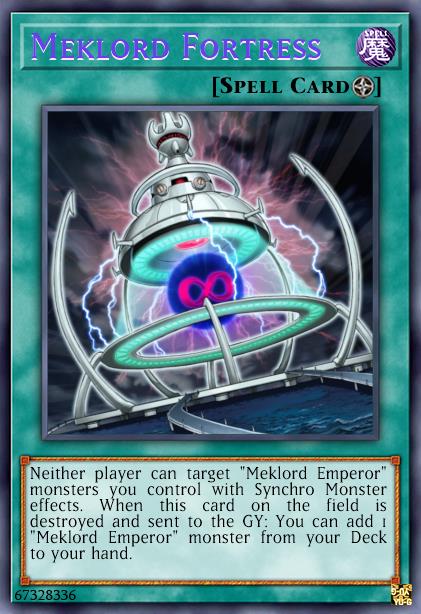 Meklord Fortress
SPELL
魔
[Spell Card]
Neither player can target "Meklord Emperor"
monsters you control with Synchro Monster
effects. When this card on the field is
destroyed and sent to the GY: You can add 1
"Meklord Emperor" monster from your Deck
to your hand.
67328336